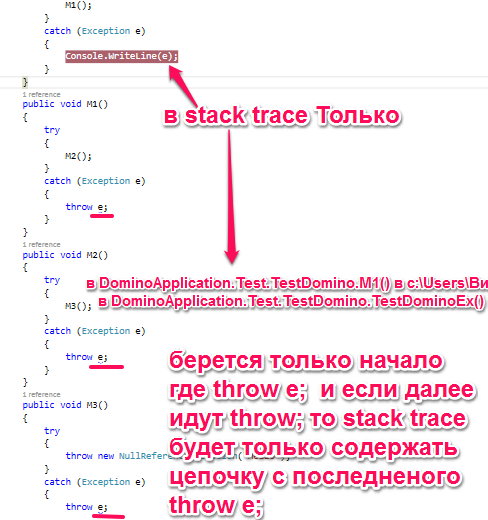 M1();
}
catch (Exception e)
{
Console.WriteLine(e);
}
}
1 reference
public void M1()
{
try
{
M2();
}
catch (Exception e)
{
throw e;
}
}
1 reference
public void M2()
{
try
{
M3();
}
catch (Exception e)
{
throw e;
}
}
1 reference
public void M3()
{
try
{
throw new NullRefere
}
catch (Exception e)
{
throw e;
}
в stack trace Только
в DominoApplication.Test.TestDomino.M1() в c:\Users\Ви
в DominoApplication.Test.TestDomino.TestDominoEx()
берется только начало
где throw e; и если далее
идут throw; то stack trace
будет только содержать
цепочку с последненого
throw e;